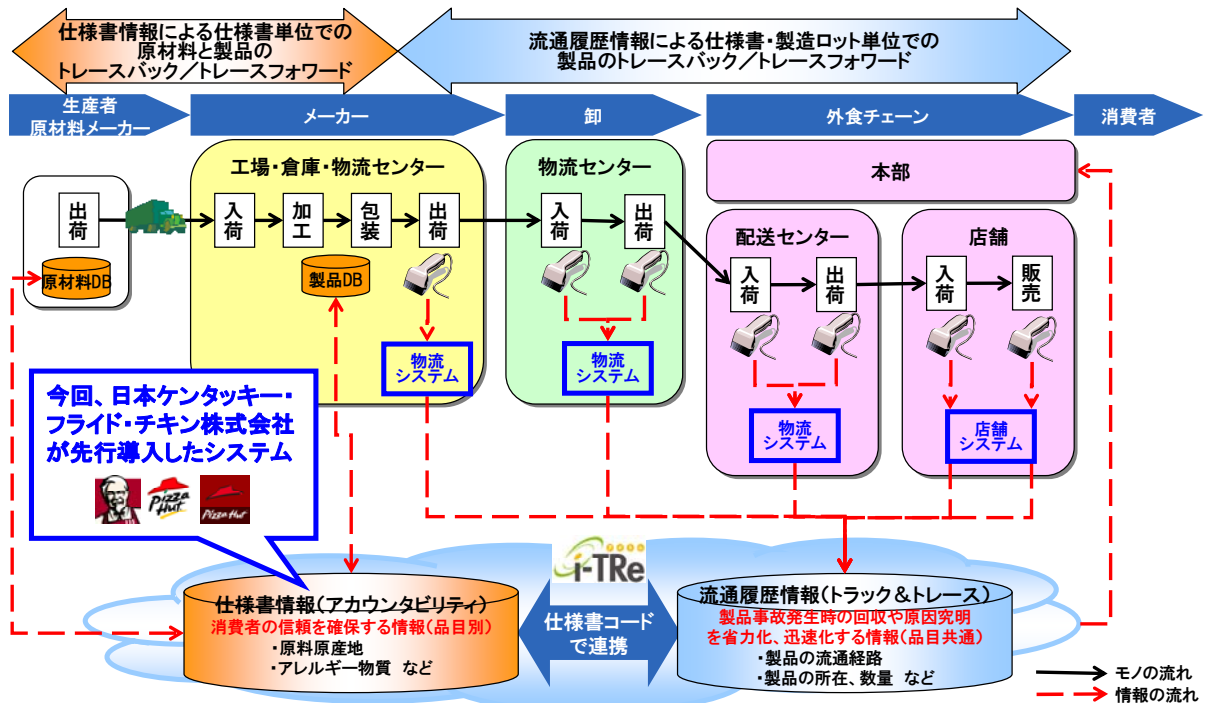 仕様書情報による仕様書単位での
原材料と製品の
トレースバック／トレースフォワード
流通履歴情報による仕様書・製造ロット単位での
製品のトレースバック／トレースフォワード
生産者
原材料メーカー
メーカー
卸
外食チェーン
消費者
工場・倉庫・物流センター
物流センター
本部
出荷
入荷
加工
包装
出荷
入荷
出荷
配送センター
店舗
入荷
出荷
入荷
販売
原材料DB
製品DB
物流
システム
物流
システム
物流
システム
店舗
システム
今回、日本ケンタッキー・
フライド・チキン株式会社
が先行導入したシステム
Pizza Hut
Pizza Hut
アイトレ
i-TRe
仕様書情報（アカウンタビリティ）
消費者の信頼を確保する情報（品目別）
・原料原産地
・アレルギー物質 など
仕様書コード
で連携
流通履歴情報（トラック＆トレース）
製品事故発生時の回収や原因究明
を省力化、迅速化する情報（品目共通）
・製品の流通経路
・製品の所在、数量 など
モノの流れ
情報の流れ